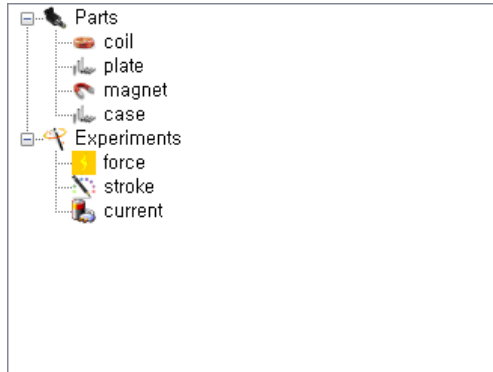 Parts
coil
plate
magnet
case
Experiments
force
stroke
current